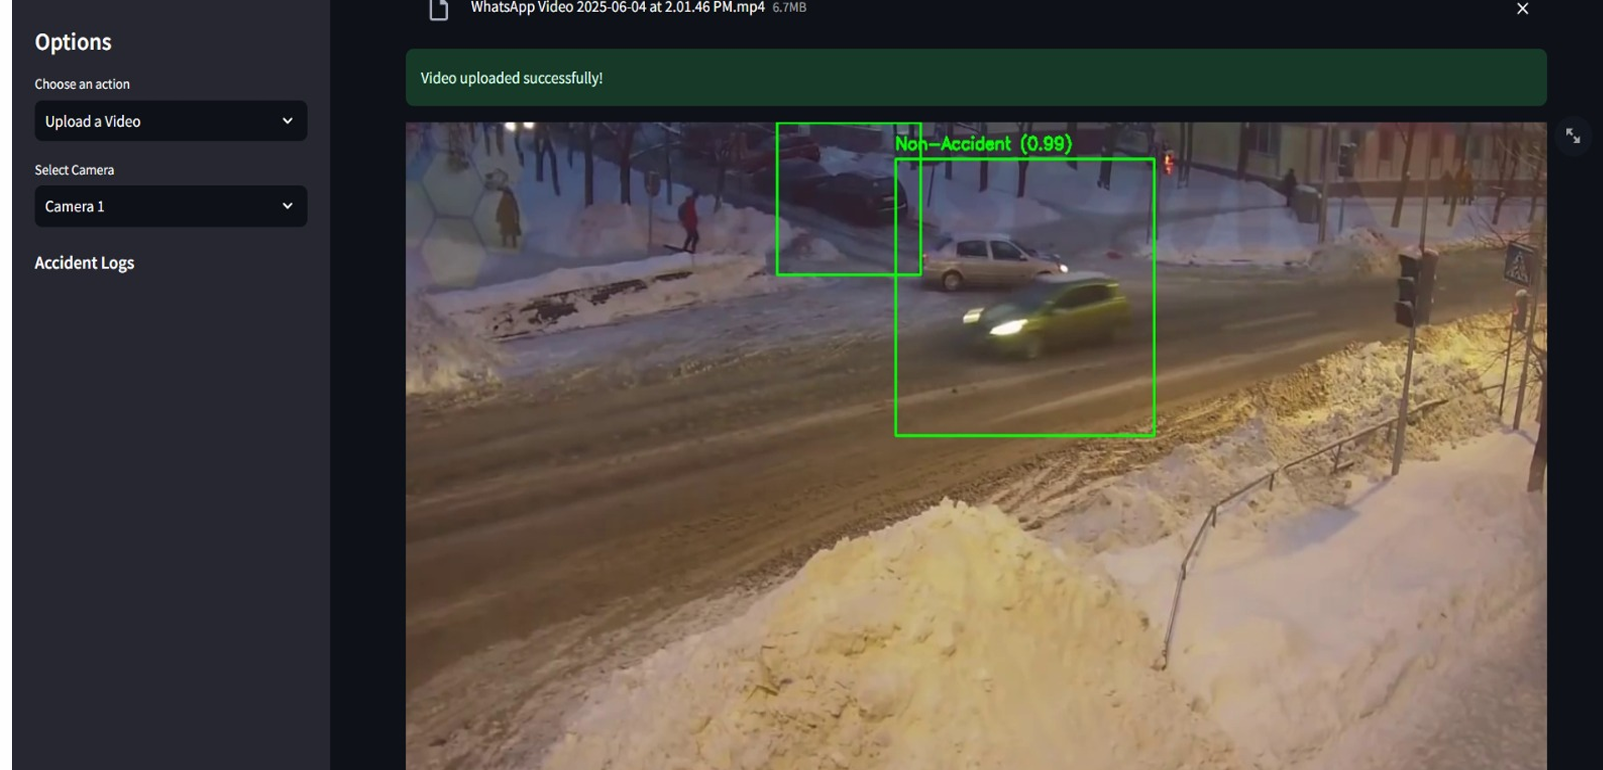 Options
Choose an action
Upload a Video
Select Camera
Camera 1
Accident Logs
WhatsApp Video 2025-06-04 at 2.01.46 PM.mp4 6.7MB
Video uploaded successfully!
Non-Accident (0.99)